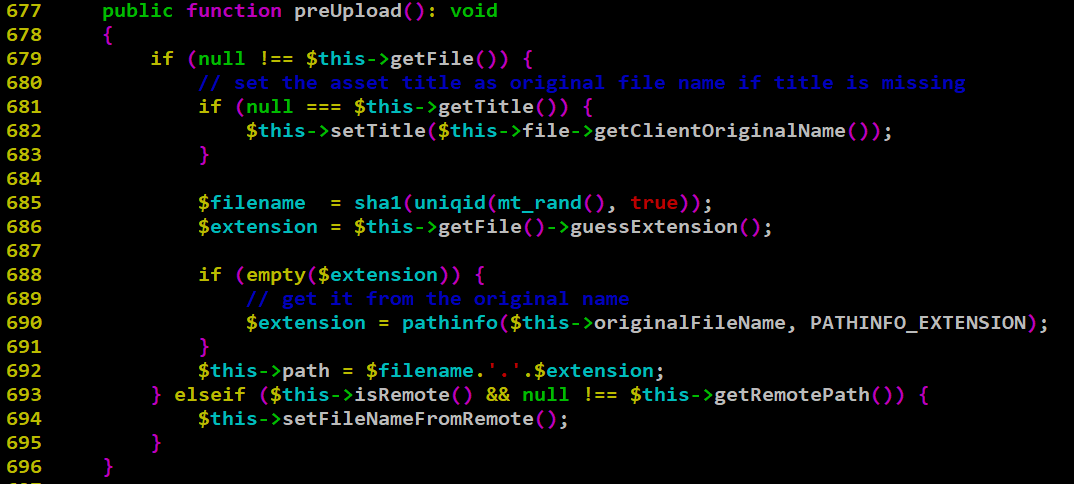 677     public function preUpload(): void
678     {
679         if (null !== $this->getFile()) {
680             // set the asset title as original file name if title is missing
681             if (null === $this->getTitle()) {
682                 $this->setTitle($this->file->getClientOriginalName());
683             }
684
685             $filename  = sha1(uniqid(mt_rand(), true));
686             $extension = $this->getFile()->guessExtension();
687
688             if (empty($extension)) {
689                 // get it from the original name
690                 $extension = pathinfo($this->originalFileName, PATHINFO_EXTENSION);
691             }
692             $this->path = $filename.'.'.$extension;
693         } elseif ($this->isRemote() && null !== $this->getRemotePath()) {
694             $this->setFileNameFromRemote();
695         }
696     }